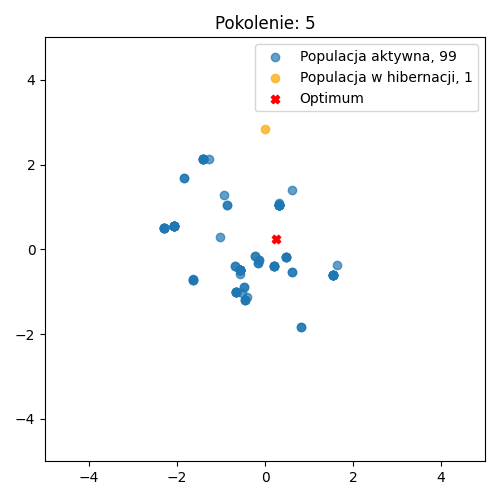 Pokolenie: 5
Populacja aktywna, 99
Populacja w hibernacji, 1
Optimum
4
2
0
−2
−4
−4
−2
0
2
4